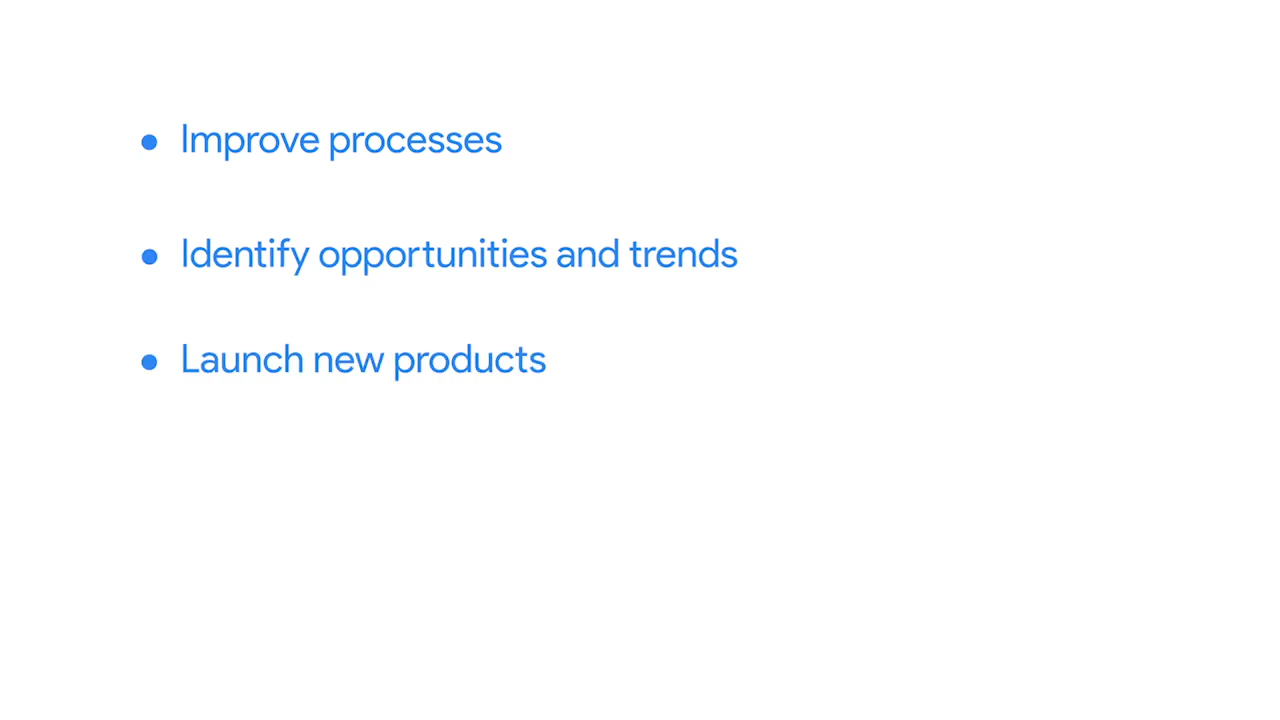 • Improve processes
• Identify opportunities and trends
• Launch new products